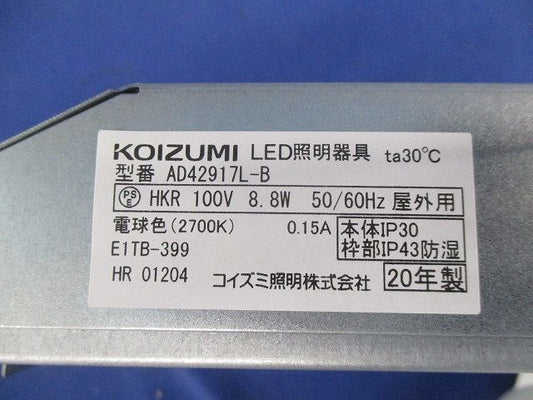 KOIZUMI LED照明器具 ta30℃
型番 AD42917L-B
PSE HKR 100V 8.8W 50/60Hz 屋外用
電球色(2700K) 0.15A 本体IP30
E1TB-399 枠部IP43防湿
HR 01204 コイズミ照明株式会社 20年製